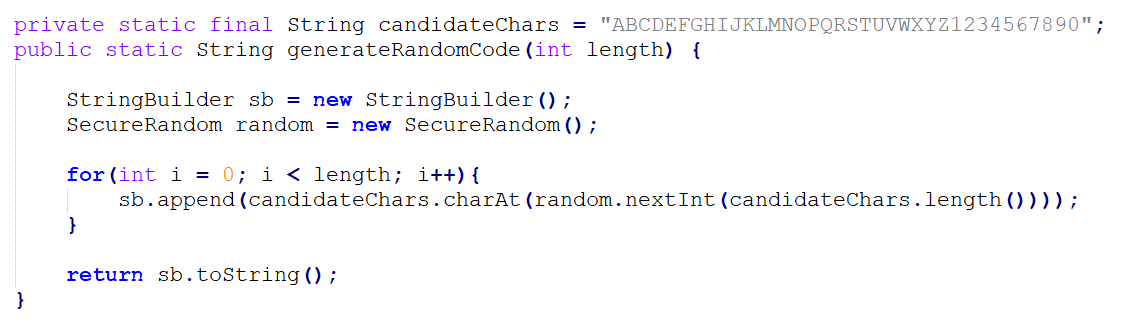 private static final String candidateChars = "ABCDEFGHIJKLMNOPQRSTUVWXYZ1234567890";
public static String generateRandomCode(int length) {
StringBuilder sb = new StringBuilder();
SecureRandom random = new SecureRandom();
for(int i = 0; i < length; i++){
sb.append(candidateChars.charAt(random.nextInt(candidateChars.length())));
}
return sb.toString();
}